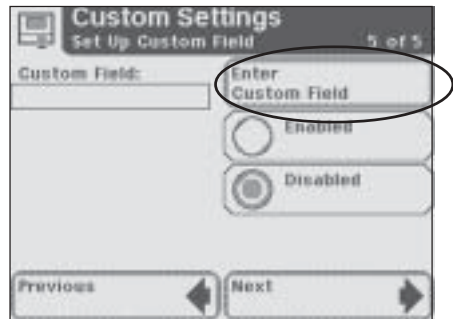 Custom Settings
Set Up Custom Field 5 of 5
Custom Field:
Enter
Custom Field
Enabled
Disabled
Previous
Next